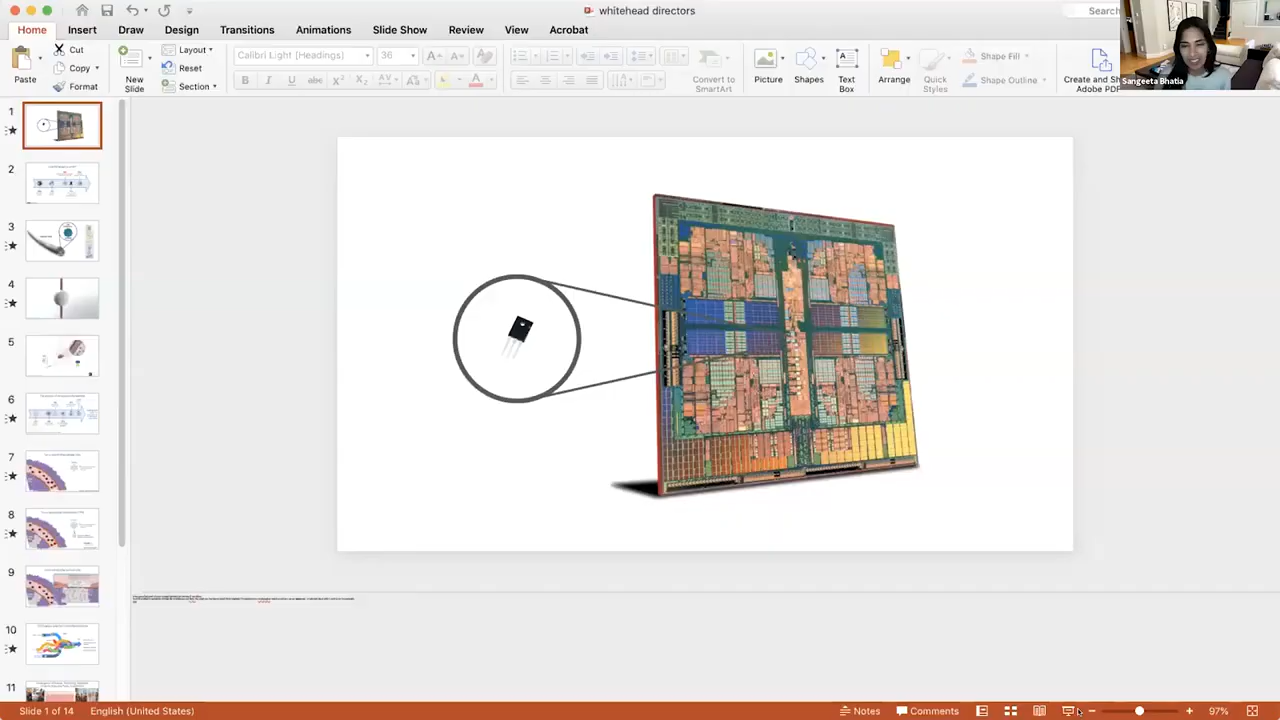 whitehead directors
Search
Home
Insert
Draw
Design
Transitions
Animations
Slide Show
Review
View
Acrobat
Paste
Cut
Copy
Format
New
Slide
Layout
Reset
Section
Calibri Light (Headings)
36
Convert to
SmartArt
Picture
Shapes
Text
Box
Arrange
Quick
Styles
Shape Fill
Shape Outline
Create and Sh
Adobe PDF
Sangeeta Bhatia
1
2
3
4
5
6
7
8
9
10
11
Slide 1 of 14
English (United States)
Notes
Comments
97%